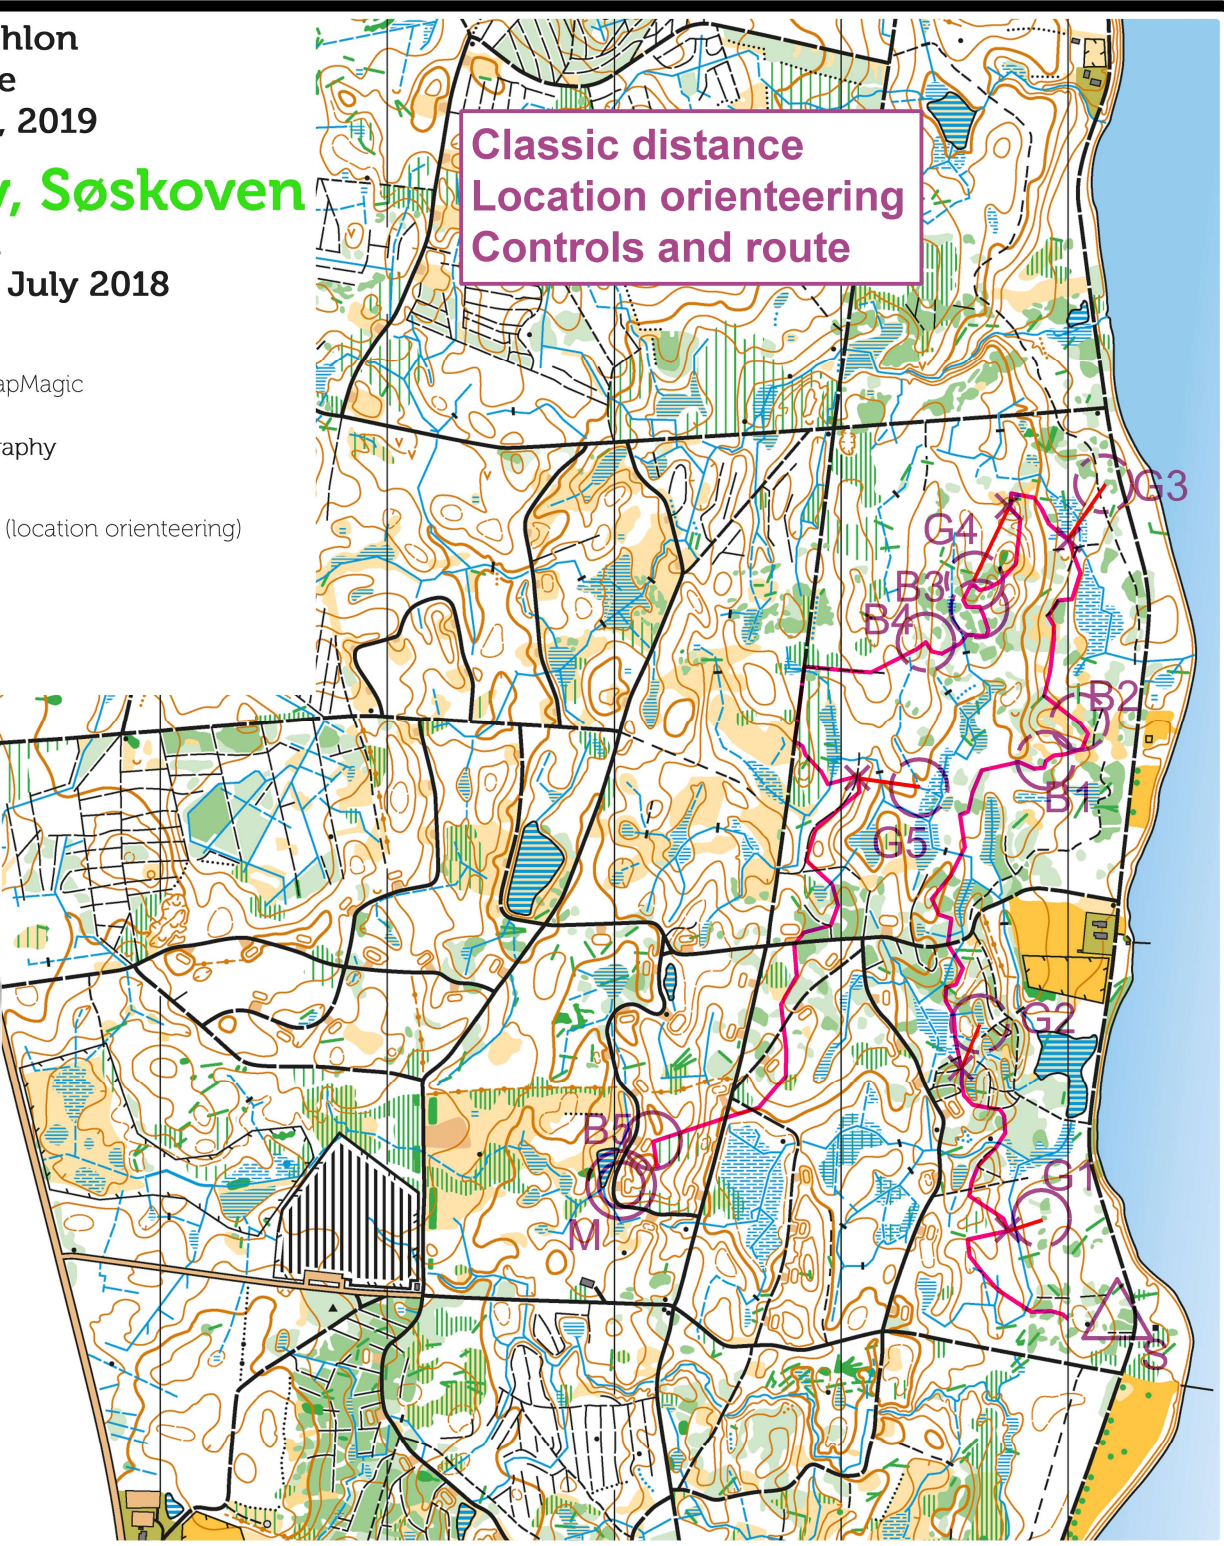 hlon
e
, 2019
y, Søskoven
July 2018
apMagic
raphy
(location orienteering)
Classic distance
Location orienteering
Controls and route
G3
G4
B3
B4
B2
B1
G5
G2
B5
G1
M
S